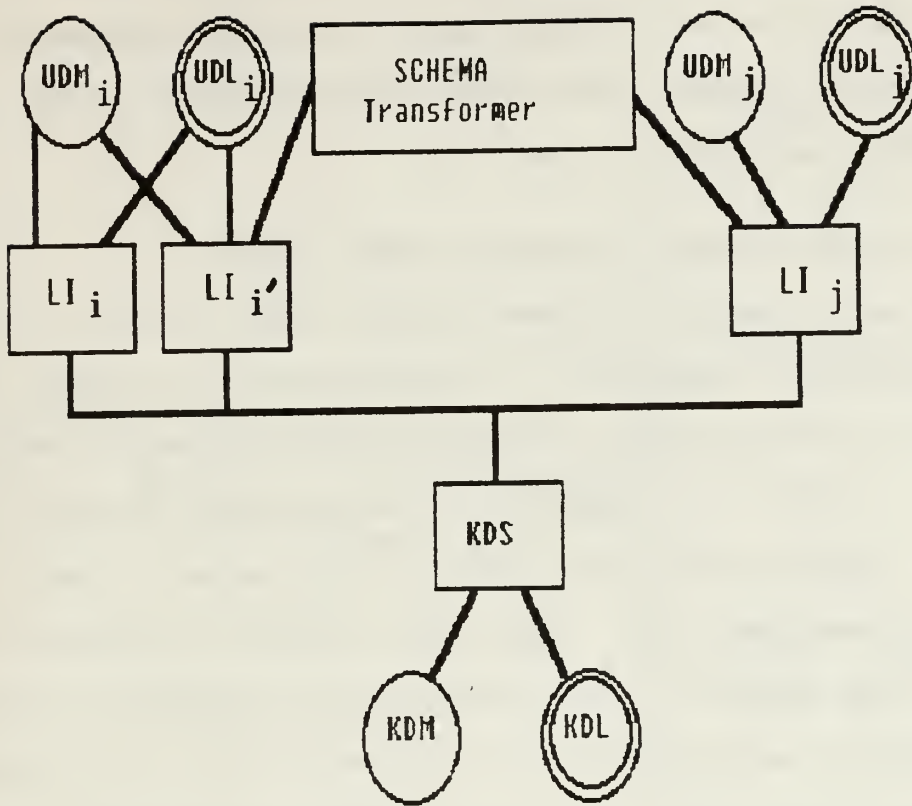 UDM i
UDL i
SCHEMA
Transformer
UDM j
UDL j
LI i
LI i'
LI j
KDS
KDM
KDL